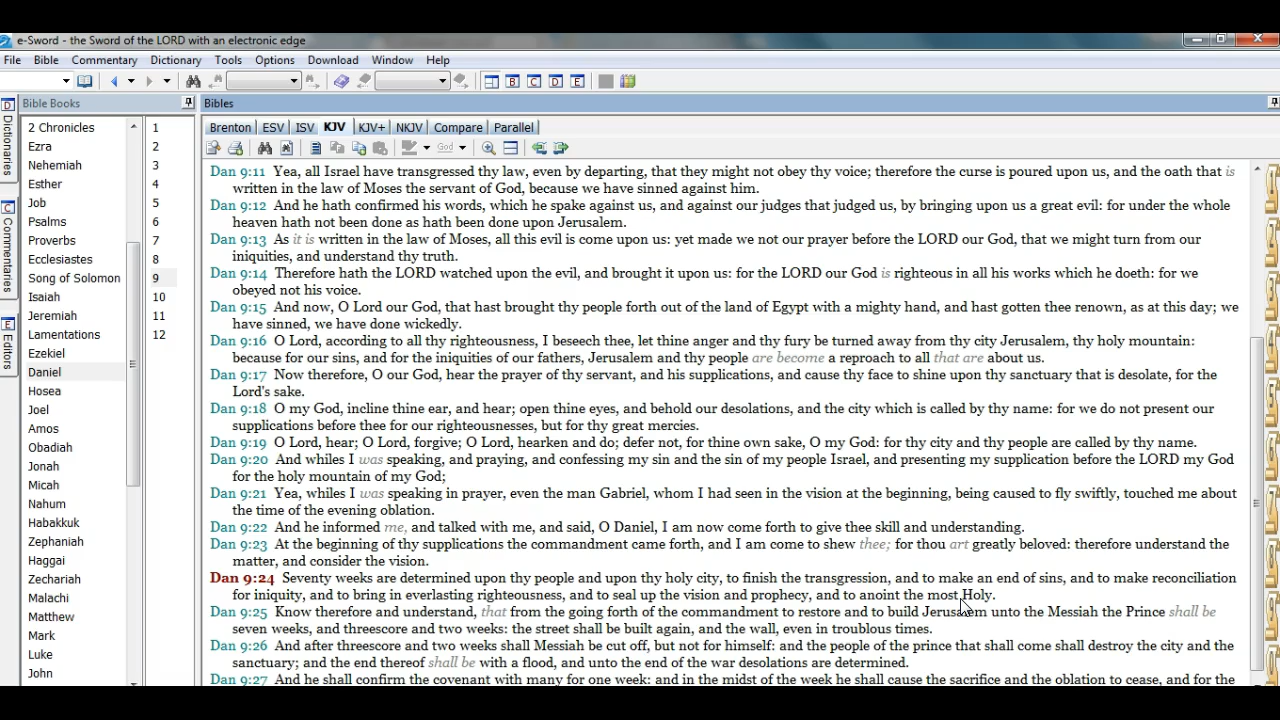 e-Sword - the Sword of the LORD with an electronic edge
File Bible Commentary Dictionary Tools Options Download Window Help
Bible Books
Bibles
Dictionaries
Commentaries
Editors
2 Chronicles
Ezra
Nehemiah
Esther
Job
Psalms
Proverbs
Ecclesiastes
Song of Solomon
Isaiah
Jeremiah
Lamentations
Ezekiel
Daniel
Hosea
Joel
Amos
Obadiah
Jonah
Micah
Nahum
Habakkuk
Zephaniah
Haggai
Zechariah
Malachi
Matthew
Mark
Luke
John
1
2
3
4
5
6
7
8
9
10
11
12
Brenton ESV ISV KJV KJV+ NKJV Compare Parallel
Dan 9:11 Yea, all Israel have transgressed thy law, even by departing, that they might not obey thy voice; therefore the curse is poured upon us, and the oath that is
written in the law of Moses the servant of God, because we have sinned against him.
Dan 9:12 And he hath confirmed his words, which he spake against us, and against our judges that judged us, by bringing upon us a great evil: for under the whole
heaven hath not been done as hath been done upon Jerusalem.
Dan 9:13 As it is written in the law of Moses, all this evil is come upon us: yet made we not our prayer before the LORD our God, that we might turn from our
iniquities, and understand thy truth.
Dan 9:14 Therefore hath the LORD watched upon the evil, and brought it upon us: for the LORD our God is righteous in all his works which he doeth: for we
obeyed not his voice.
Dan 9:15 And now, O Lord our God, that hast brought thy people forth out of the land of Egypt with a mighty hand, and hast gotten thee renown, as at this day; we
have sinned, we have done wickedly.
Dan 9:16 O Lord, according to all thy righteousness, I beseech thee, let thine anger and thy fury be turned away from thy city Jerusalem, thy holy mountain:
because for our sins, and for the iniquities of our fathers, Jerusalem and thy people are become a reproach to all that are about us.
Dan 9:17 Now therefore, O our God, hear the prayer of thy servant, and his supplications, and cause thy face to shine upon thy sanctuary that is desolate, for the
Lord's sake.
Dan 9:18 O my God, incline thine ear, and hear; open thine eyes, and behold our desolations, and the city which is called by thy name: for we do not present our
supplications before thee for our righteousnesses, but for thy great mercies.
Dan 9:19 O Lord, hear; O Lord, forgive; O Lord, hearken and do; defer not, for thine own sake, O my God: for thy city and thy people are called by thy name.
Dan 9:20 And whiles I was speaking, and praying, and confessing my sin and the sin of my people Israel, and presenting my supplication before the LORD my God
for the holy mountain of my God;
Dan 9:21 Yea, whiles I was speaking in prayer, even the man Gabriel, whom I had seen in the vision at the beginning, being caused to fly swiftly, touched me about
the time of the evening oblation.
Dan 9:22 And he informed me, and talked with me, and said, O Daniel, I am now come forth to give thee skill and understanding.
Dan 9:23 At the beginning of thy supplications the commandment came forth, and I am come to shew thee; for thou art greatly beloved: therefore understand the
matter, and consider the vision.
Dan 9:24 Seventy weeks are determined upon thy people and upon thy holy city, to finish the transgression, and to make an end of sins, and to make reconciliation
for iniquity, and to bring in everlasting righteousness, and to seal up the vision and prophecy, and to anoint the most Holy.
Dan 9:25 Know therefore and understand, that from the going forth of the commandment to restore and to build Jerusalem unto the Messiah the Prince shall be
seven weeks, and threescore and two weeks: the street shall be built again, and the wall, even in troublous times.
Dan 9:26 And after threescore and two weeks shall Messiah be cut off, but not for himself: and the people of the prince that shall come shall destroy the city and the
sanctuary; and the end thereof shall be with a flood, and unto the end of the war desolations are determined.
Dan 9:27 And he shall confirm the covenant with many for one week: and in the midst of the week he shall cause the sacrifice and the oblation to cease, and for the